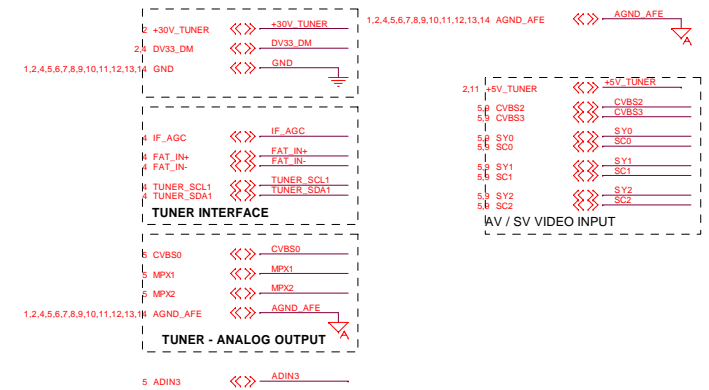 2 +30V_TUNER +30V_TUNER
2,4 DV33_DM
1,2,4,5,6,7,8,9,10,11,12,13,14 GND GND
4 IF_AGC IF_AGC
4 FAT_IN+ FAT_IN+
4 FAT_IN- FAT_IN-
4 TUNER_SCL1 TUNER_SCL1
4 TUNER_SDA1 TUNER_SDA1
TUNER INTERFACE
5 CVBS0 CVBS0
5 MPX1 MPX1
5 MPX2 MPX2
1,2,4,5,6,7,8,9,10,11,12,13,14 AGND_AFE AGND_AFE
A
TUNER - ANALOG OUTPUT
5 ADIN3 ADIN3
1,2,4,5,6,7,8,9,10,11,12,13,14 AGND_AFE AGND_AFE
A
2,11 +5V_TUNER +5V_TUNER
5,9 CVBS2 CVBS2
5,9 CVBS3 CVBS3
5,9 SY0 SY0
5,9 SC0 SC0
5,9 SY1 SY1
5,9 SC1 SC1
5,9 SY2 SY2
5,9 SC2 SC2
AV / SV VIDEO INPUT